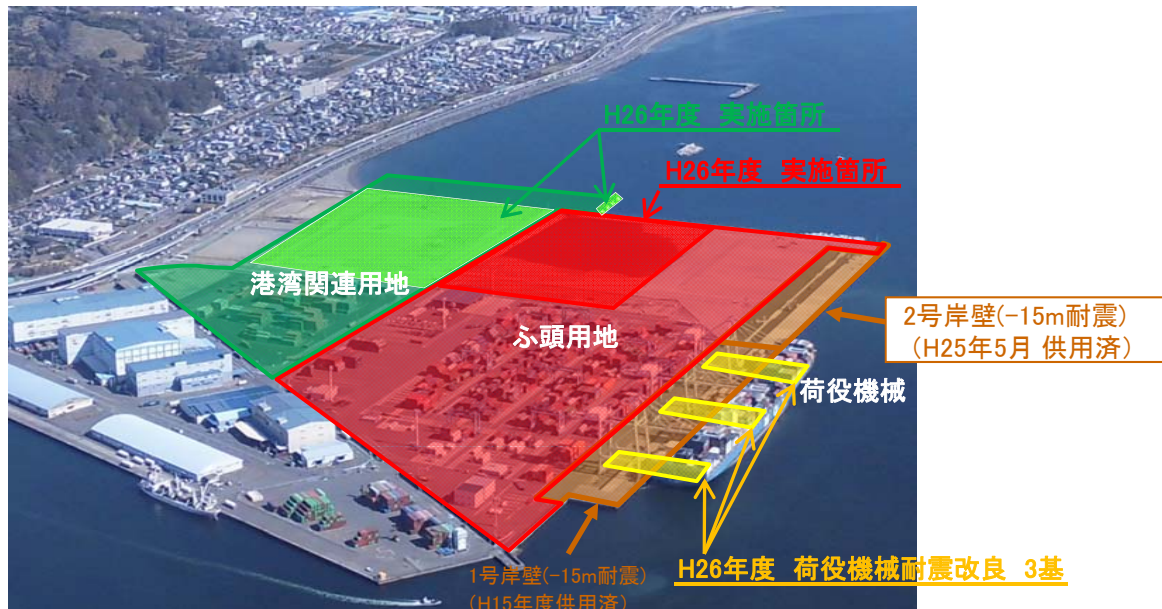 H26年度 実施箇所
H26年度 実施箇所
港湾関連用地
ふ頭用地
2号岸壁(-15m耐震)
(H25年5月 供用済)
荷役機械
H26年度 荷役機械耐震改良 3基
1号岸壁(-15m耐震)
(H15年度供用済)